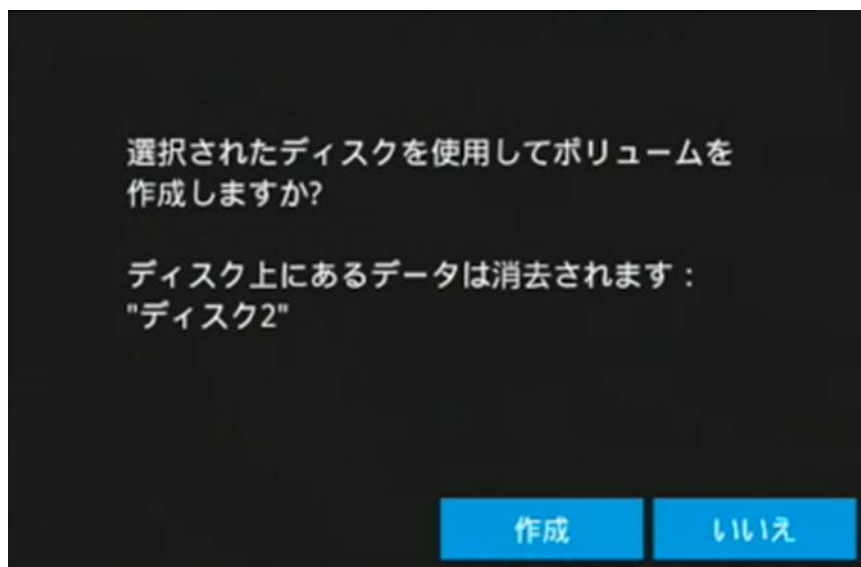 選択されたディスクを使用してボリュームを
作成しますか?
ディスク上にあるデータは消去されます：
"ディスク2"
作成
いいえ